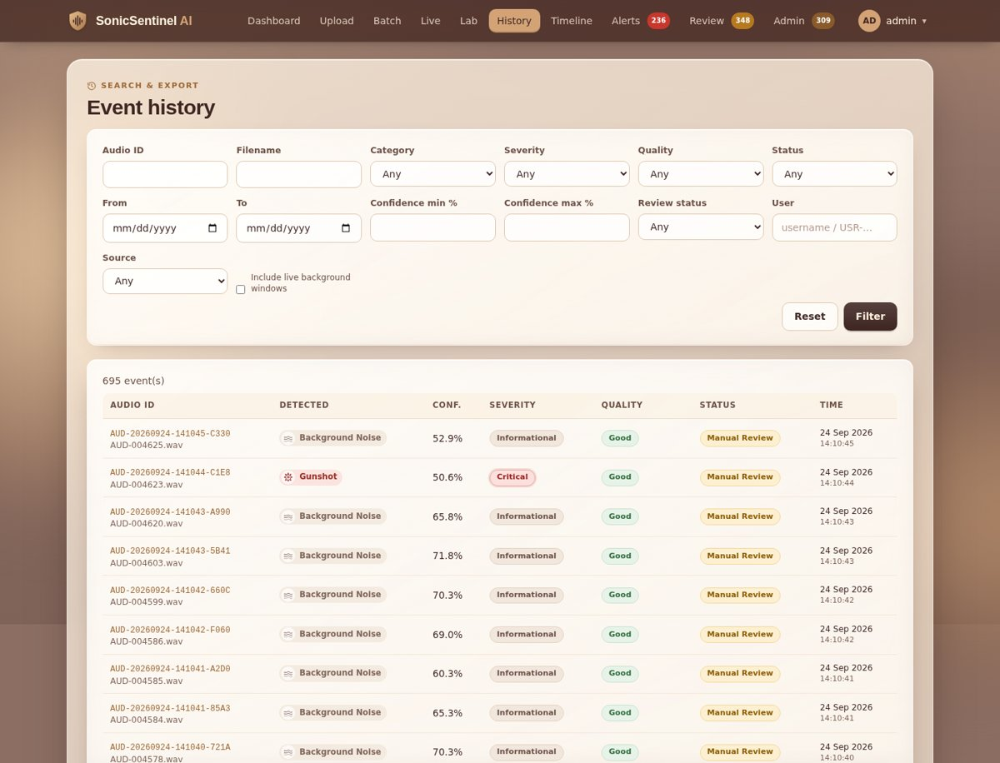 SonicSentinel AI Dashboard Upload Batch Live Lab History Timeline Alerts 236 Review 348 Admin 309 AD admin ▾
SEARCH & EXPORT
Event history
Audio ID Filename Category Severity Quality Status
Any Any Any Any
From To Confidence min % Confidence max % Review status User
mm/dd/yyyy mm/dd/yyyy Any username / USR-…
Source
Any Include live background
windows
Reset Filter
695 event(s)
AUDIO ID DETECTED CONF. SEVERITY QUALITY STATUS TIME
AUD-20260924-141045-C330 Background Noise 52.9% Informational Good Manual Review 24 Sep 2026
AUD-004625.wav 14:10:45
AUD-20260924-141044-C1E8 Gunshot 50.6% Critical Good Manual Review 24 Sep 2026
AUD-004623.wav 14:10:44
AUD-20260924-141043-A990 Background Noise 65.8% Informational Good Manual Review 24 Sep 2026
AUD-004620.wav 14:10:43
AUD-20260924-141043-5B41 Background Noise 71.8% Informational Good Manual Review 24 Sep 2026
AUD-004603.wav 14:10:43
AUD-20260924-141042-660C Background Noise 70.3% Informational Good Manual Review 24 Sep 2026
AUD-004599.wav 14:10:42
AUD-20260924-141042-F060 Background Noise 69.0% Informational Good Manual Review 24 Sep 2026
AUD-004586.wav 14:10:42
AUD-20260924-141041-A2D0 Background Noise 60.3% Informational Good Manual Review 24 Sep 2026
AUD-004585.wav 14:10:41
AUD-20260924-141041-85A3 Background Noise 65.3% Informational Good Manual Review 24 Sep 2026
AUD-004584.wav 14:10:41
AUD-20260924-141040-721A Background Noise 70.3% Informational Good Manual Review 24 Sep 2026
AUD-004578.wav 14:10:40